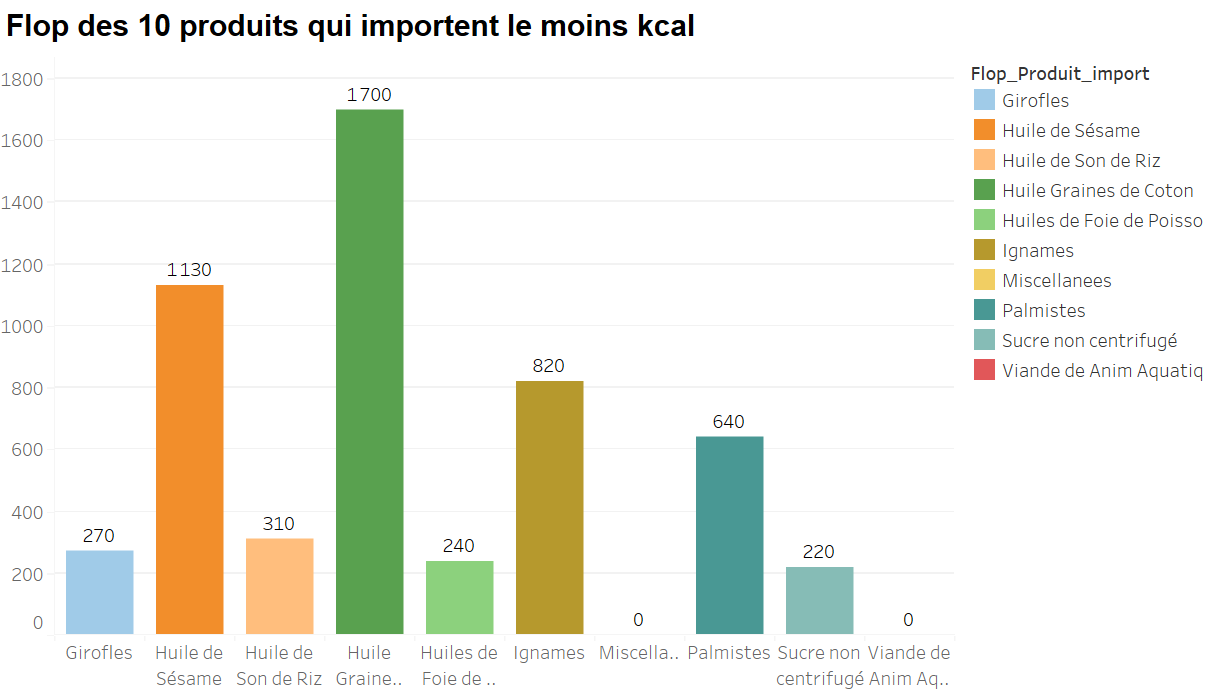 Flop des 10 produits qui importent le moins kcal
Flop_Produit_import
Girofles
Huile de Sésame
Huile de Son de Riz
Huile Graines de Coton
Huiles de Foie de Poisso
Ignames
Miscellanees
Palmistes
Sucre non centrifugé
Viande de Anim Aquatiq
1800
1600
1400
1200
1000
800
600
400
200
0
270
1130
310
1700
240
820
0
640
220
0
Girofles
Huile de
Sésame
Huile de
Son de Riz
Huile
Graine..
Huiles de
Foie de ..
Ignames
Miscella..
Palmistes
Sucre non
centrifugé
Viande de
Anim Aq..